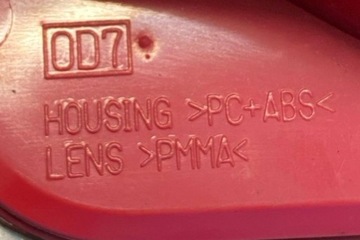 OD7
HOUSING >PC+ABS<
LENS >PMMA<